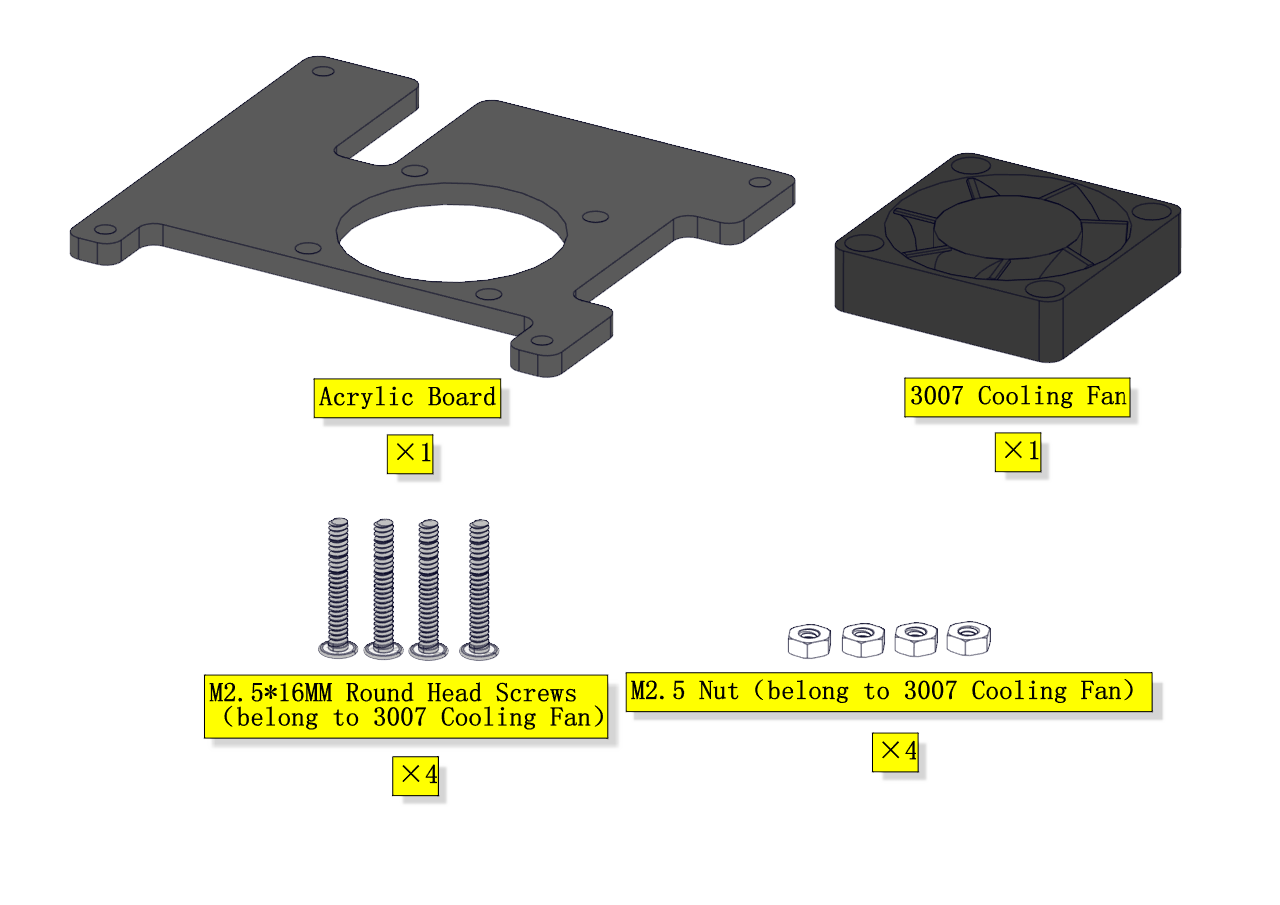 Acrylic Board
×1
3007 Cooling Fan
×1
M2.5*16MM Round Head Screws
(belong to 3007 Cooling Fan)
×4
M2.5 Nut (belong to 3007 Cooling Fan)
×4